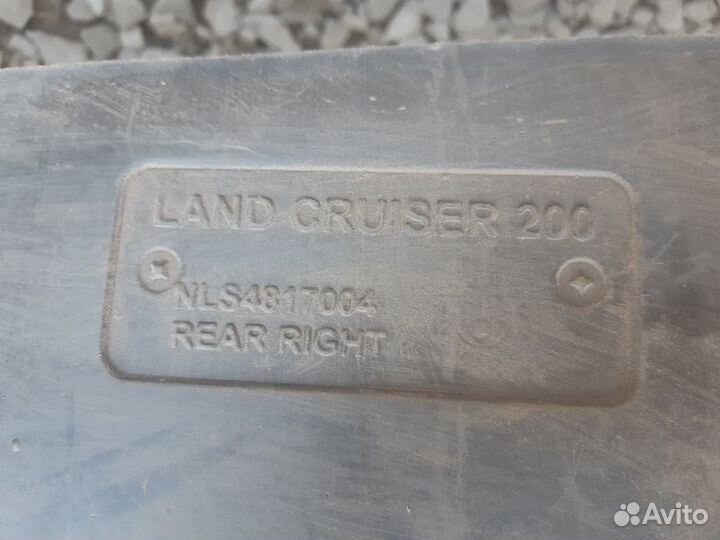 LAND CRUISER 200
NLS4817004
REAR RIGHT
Avito